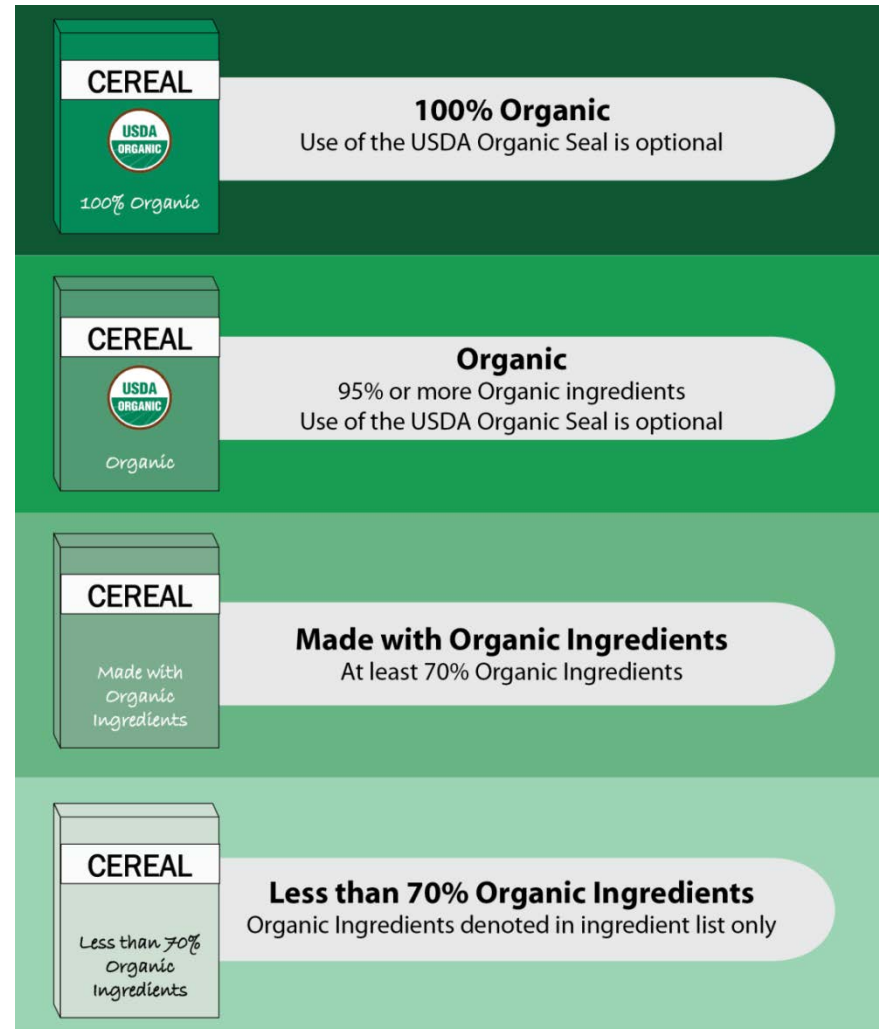 CEREAL
USDA
ORGANIC
100% Organic
100% Organic
Use of the USDA Organic Seal is optional
CEREAL
USDA
ORGANIC
Organic
Organic
95% or more Organic ingredients
Use of the USDA Organic Seal is optional
CEREAL
Made with
Organic
Ingredients
Made with Organic Ingredients
At least 70% Organic Ingredients
CEREAL
Less than 70%
Organic
Ingredients
Less than 70% Organic Ingredients
Organic Ingredients denoted in ingredient list only